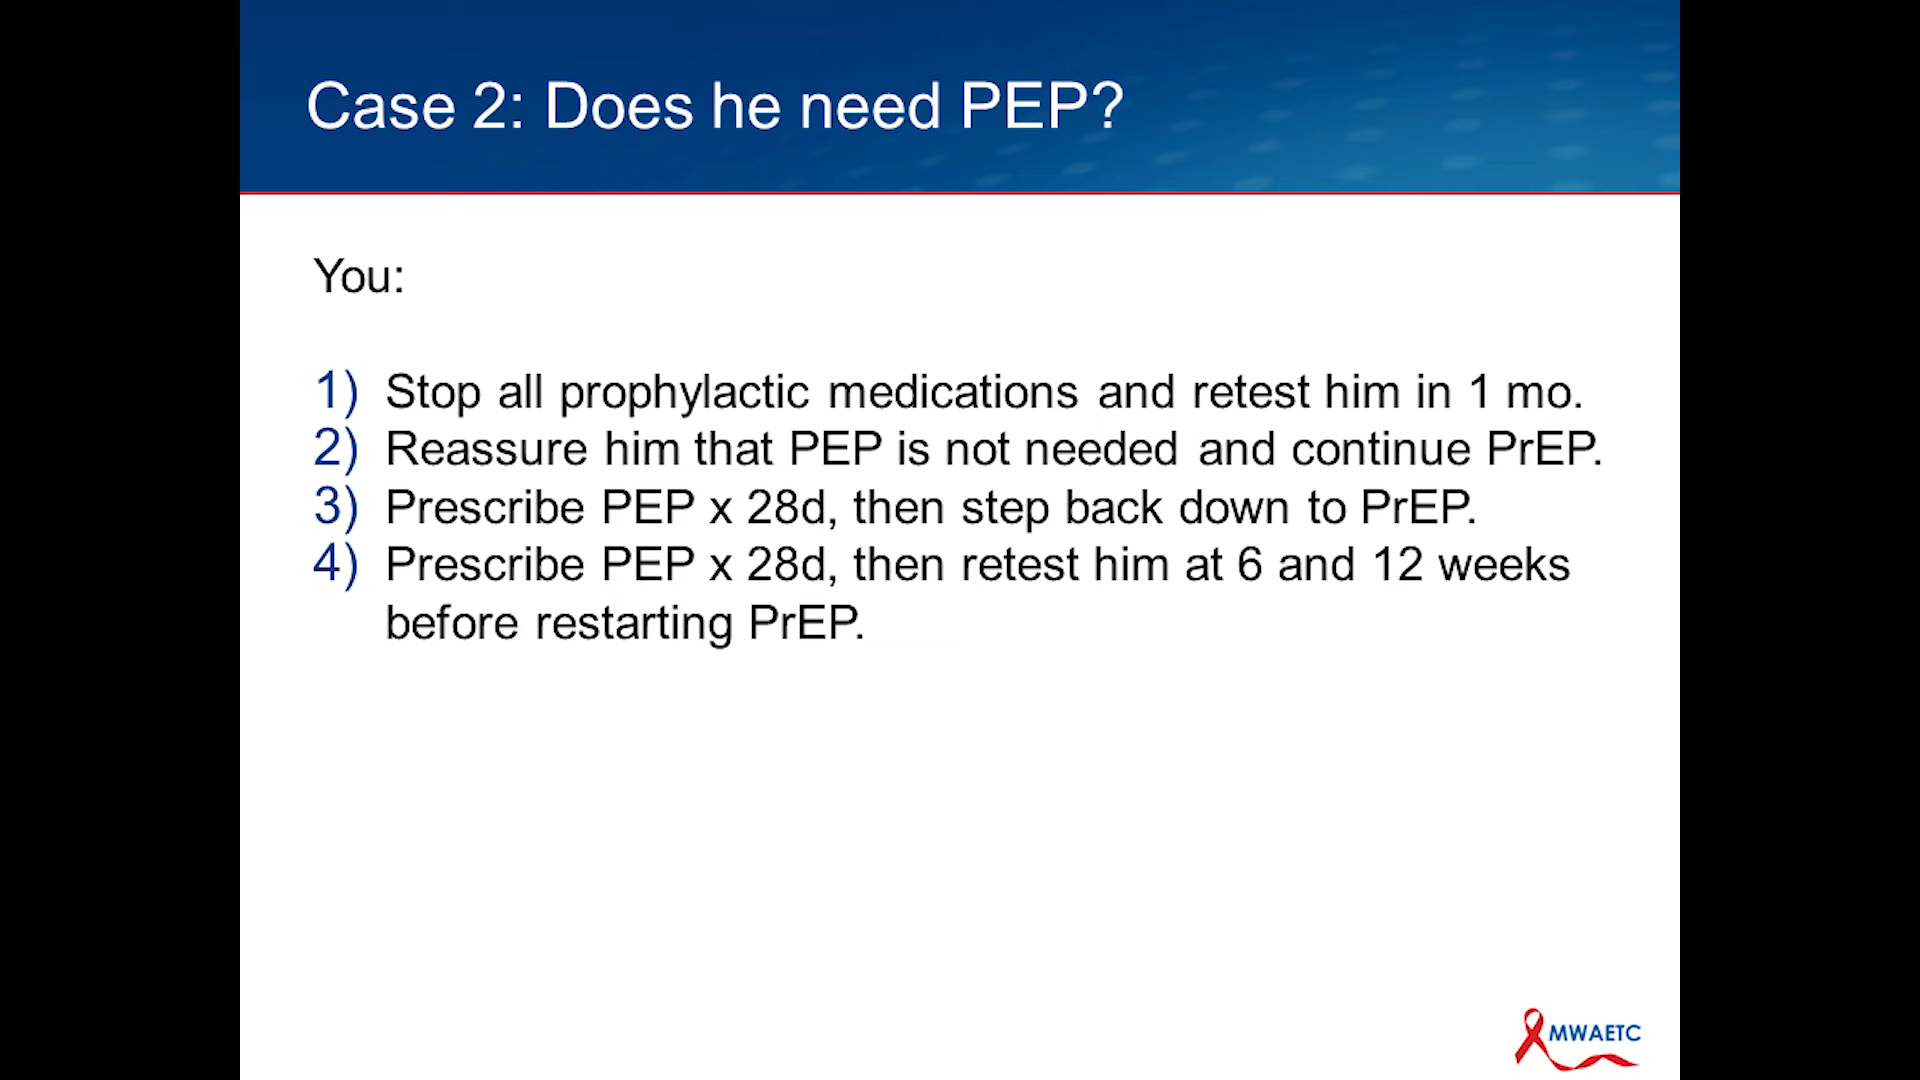 Case 2: Does he need PEP?
You:
1) Stop all prophylactic medications and retest him in 1 mo.
2) Reassure him that PEP is not needed and continue PrEP.
3) Prescribe PEP x 28d, then step back down to PrEP.
4) Prescribe PEP x 28d, then retest him at 6 and 12 weeks
before restarting PrEP.
MWAETC